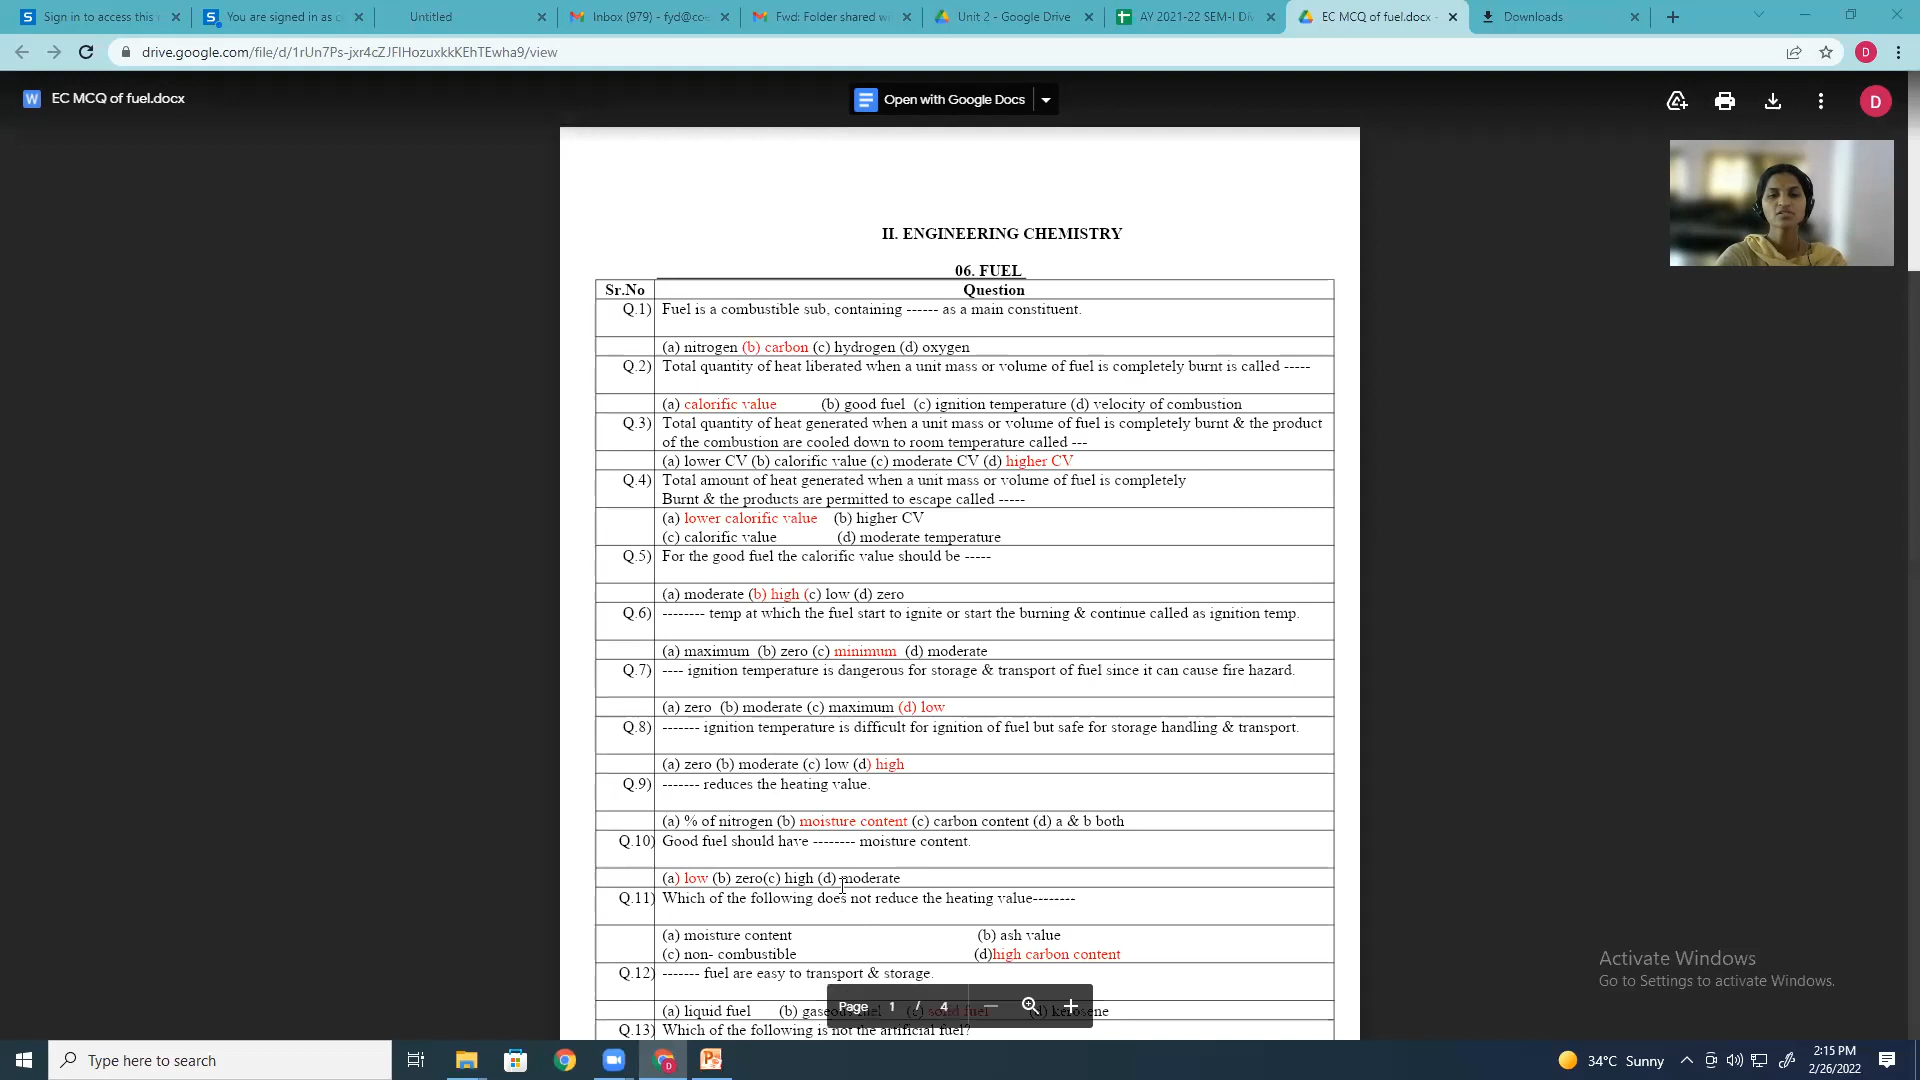 Sign in to access this
You are signed in as
Untitled
Inbox (979) - fyd@coe
Fwd: Folder shared w
Unit 2 - Google Drive
AY 2021-22 SEM-I Div
EC MCQ of fuel.docx -
Downloads
drive.google.com/file/d/1rUn7Ps-jxr4cZJFlHozuxkkKEhTEwha9/view
D
W EC MCQ of fuel.docx
Open with Google Docs
D
II. ENGINEERING CHEMISTRY
06. FUEL
Sr.No Question
Q.1) Fuel is a combustible sub, containing ------ as a main constituent.
(a) nitrogen (b) carbon (c) hydrogen (d) oxygen
Q.2) Total quantity of heat liberated when a unit mass or volume of fuel is completely burnt is called -----
(a) calorific value (b) good fuel (c) ignition temperature (d) velocity of combustion
Q.3) Total quantity of heat generated when a unit mass or volume of fuel is completely burnt & the product
of the combustion are cooled down to room temperature called ---
(a) lower CV (b) calorific value (c) moderate CV (d) higher CV
Q.4) Total amount of heat generated when a unit mass or volume of fuel is completely
Burnt & the products are permitted to escape called -----
(a) lower calorific value (b) higher CV
(c) calorific value (d) moderate temperature
Q.5) For the good fuel the calorific value should be -----
(a) moderate (b) high (c) low (d) zero
Q.6) -------- temp at which the fuel start to ignite or start the burning & continue called as ignition temp.
(a) maximum (b) zero (c) minimum (d) moderate
Q.7) ---- ignition temperature is dangerous for storage & transport of fuel since it can cause fire hazard.
(a) zero (b) moderate (c) maximum (d) low
Q.8) ------- ignition temperature is difficult for ignition of fuel but safe for storage handling & transport.
(a) zero (b) moderate (c) low (d) high
Q.9) ------- reduces the heating value.
(a) % of nitrogen (b) moisture content (c) carbon content (d) a & b both
Q.10) Good fuel should have -------- moisture content.
(a) low (b) zero(c) high (d) moderate
Q.11) Which of the following does not reduce the heating value--------
(a) moisture content (b) ash value
(c) non- combustible (d)high carbon content
Q.12) ------- fuel are easy to transport & storage.
(a) liquid fuel (b) gaseous fuel (c) solid fuel (d) kerosene
Page 1 / 4
Q.13) Which of the following is not the artificial fuel?
Activate Windows
Go to Settings to activate Windows.
Type here to search
34°C Sunny
2:15 PM
2/26/2022